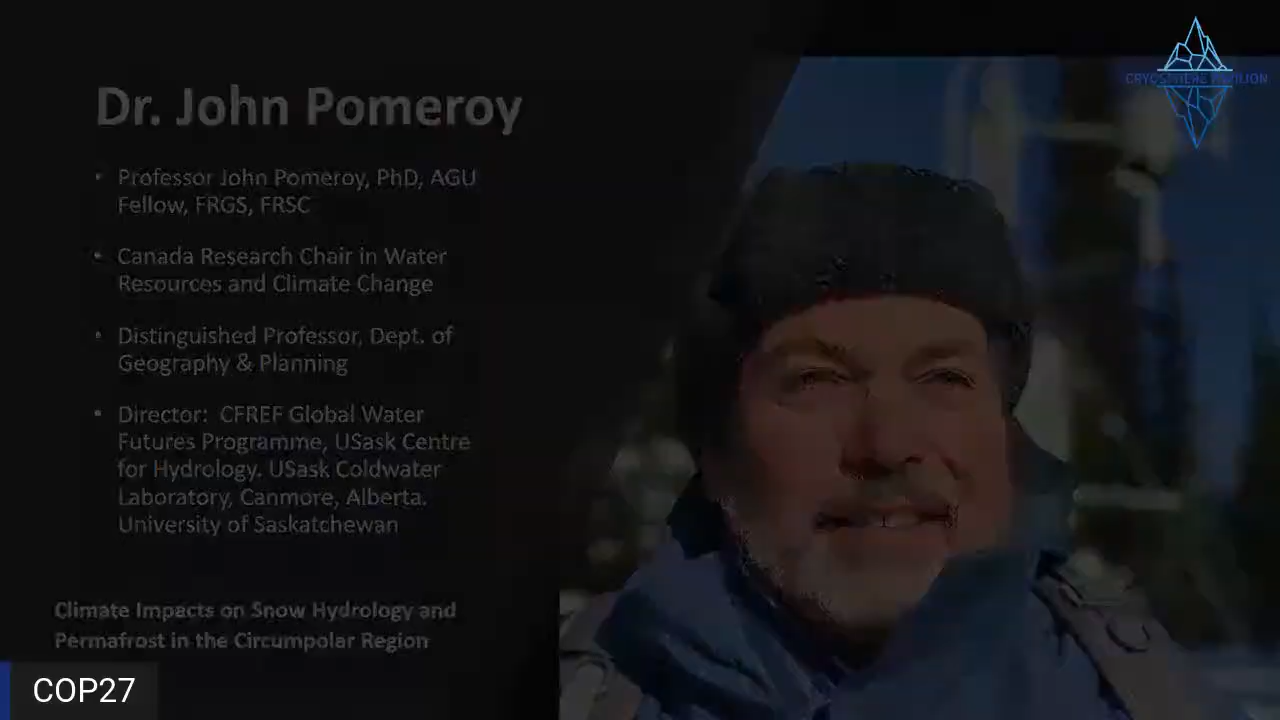 CRYOSPHERE PAVILION
Dr. John Pomeroy
• Professor John Pomeroy, PhD, AGU
Fellow, FRGS, FRSC
• Canada Research Chair in Water
Resources and Climate Change
• Distinguished Professor, Dept. of
Geography & Planning
• Director:  CFREF Global Water
Futures Programme, USask Centre
for Hydrology. USask Coldwater
Laboratory, Canmore, Alberta.
University of Saskatchewan
Climate Impacts on Snow Hydrology and
Permafrost in the Circumpolar Region
COP27